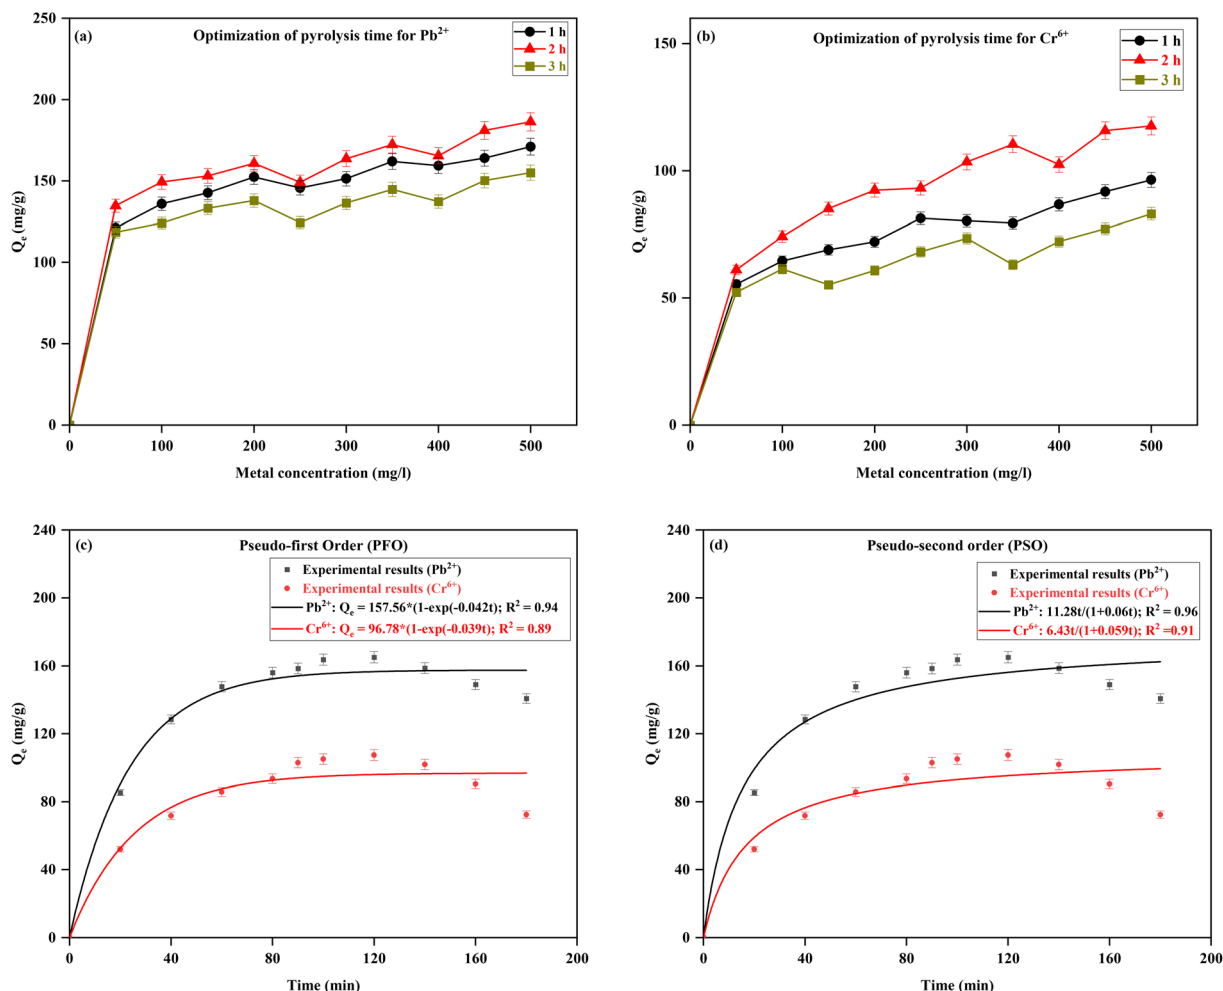 (a)
Optimization of pyrolysis time for Pb²⁺
1 h
2 h
3 h
250
200
150
100
50
0
Qₑ (mg/g)
0 100 200 300 400 500
Metal concentration (mg/l)
(b)
Optimization of pyrolysis time for Cr⁶⁺
1 h
2 h
3 h
150
100
50
0
Qₑ (mg/g)
0 100 200 300 400 500
Metal concentration (mg/l)
(c)
Pseudo-first Order (PFO)
Experimental results (Pb²⁺)
Experimental results (Cr⁶⁺)
Pb²⁺: Qₑ = 157.56*(1-exp(-0.042t); R² = 0.94
Cr⁶⁺: Qₑ = 96.78*(1-exp(-0.039t); R² = 0.89
240
200
160
120
80
40
0
Qₑ (mg/g)
0 40 80 120 160 200
Time (min)
(d)
Pseudo-second order (PSO)
Experimental results (Pb²⁺)
Experimental results (Cr⁶⁺)
Pb²⁺: 11.28t/(1+0.06t); R² = 0.96
Cr⁶⁺: 6.43t/(1+0.059t); R² =0.91
240
200
160
120
80
40
0
Qₑ (mg/g)
0 40 80 120 160 200
Time (min)